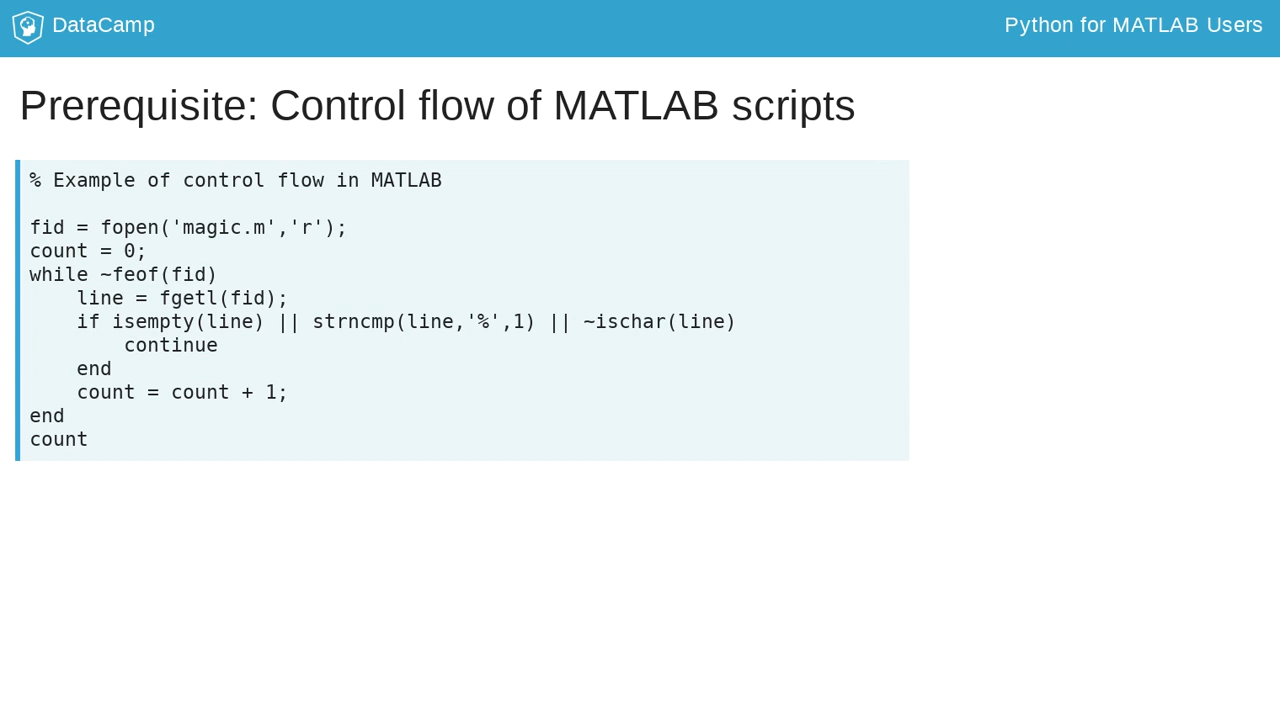 DataCamp
Python for MATLAB Users
Prerequisite: Control flow of MATLAB scripts
% Example of control flow in MATLAB
fid = fopen('magic.m','r');
count = 0;
while ~feof(fid)
    line = fgetl(fid);
    if isempty(line) || strncmp(line,'%',1) || ~ischar(line)
        continue
    end
    count = count + 1;
end
count